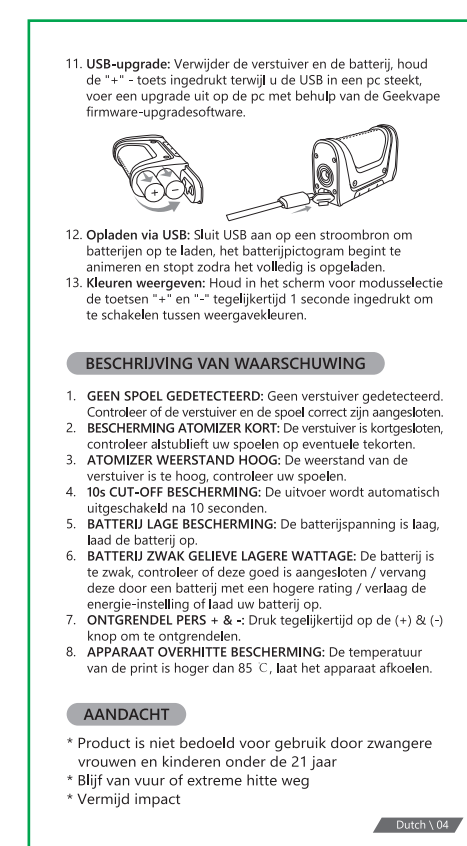 11. USB-upgrade: Verwijder de verstuiver en de batterij, houd
de "+" - toets ingedrukt terwijl u de USB in een pc steekt,
voer een upgrade uit op de pc met behulp van de Geekvape
firmware-upgradesoftware.
+ −
12. Opladen via USB: Sluit USB aan op een stroombron om
batterijen op te laden, het batterijpictogram begint te
animeren en stopt zodra het volledig is opgeladen.
13. Kleuren weergeven: Houd in het scherm voor modusselectie
de toetsen "+" en "-" tegelijkertijd 1 seconde ingedrukt om
te schakelen tussen weergavekleuren.
BESCHRIJVING VAN WAARSCHUWING
1. GEEN SPOEL GEDETECTEERD: Geen verstuiver gedetecteerd.
Controleer of de verstuiver en de spoel correct zijn aangesloten.
2. BESCHERMING ATOMIZER KORT: De verstuiver is kortgesloten,
controleer alstublieft uw spoelen op eventuele tekorten.
3. ATOMIZER WEERSTAND HOOG: De weerstand van de
verstuiver is te hoog, controleer uw spoelen.
4. 10s CUT-OFF BESCHERMING: De uitvoer wordt automatisch
uitgeschakeld na 10 seconden.
5. BATTERIJ LAGE BESCHERMING: De batterijspanning is laag,
laad de batterij op.
6. BATTERIJ ZWAK GELIEVE LAGERE WATTAGE: De batterij is
te zwak, controleer of deze goed is aangesloten / vervang
deze door een batterij met een hogere rating / verlaag de
energie-instelling of laad uw batterij op.
7. ONTGRENDEL PERS + & -: Druk tegelijkertijd op de (+) & (-)
knop om te ontgrendelen.
8. APPARAAT OVERHITTE BESCHERMING: De temperatuur
van de print is hoger dan 85 ℃, laat het apparaat afkoelen.
AANDACHT
* Product is niet bedoeld voor gebruik door zwangere
vrouwen en kinderen onder de 21 jaar
* Blijf van vuur of extreme hitte weg
* Vermijd impact
Dutch \ 04